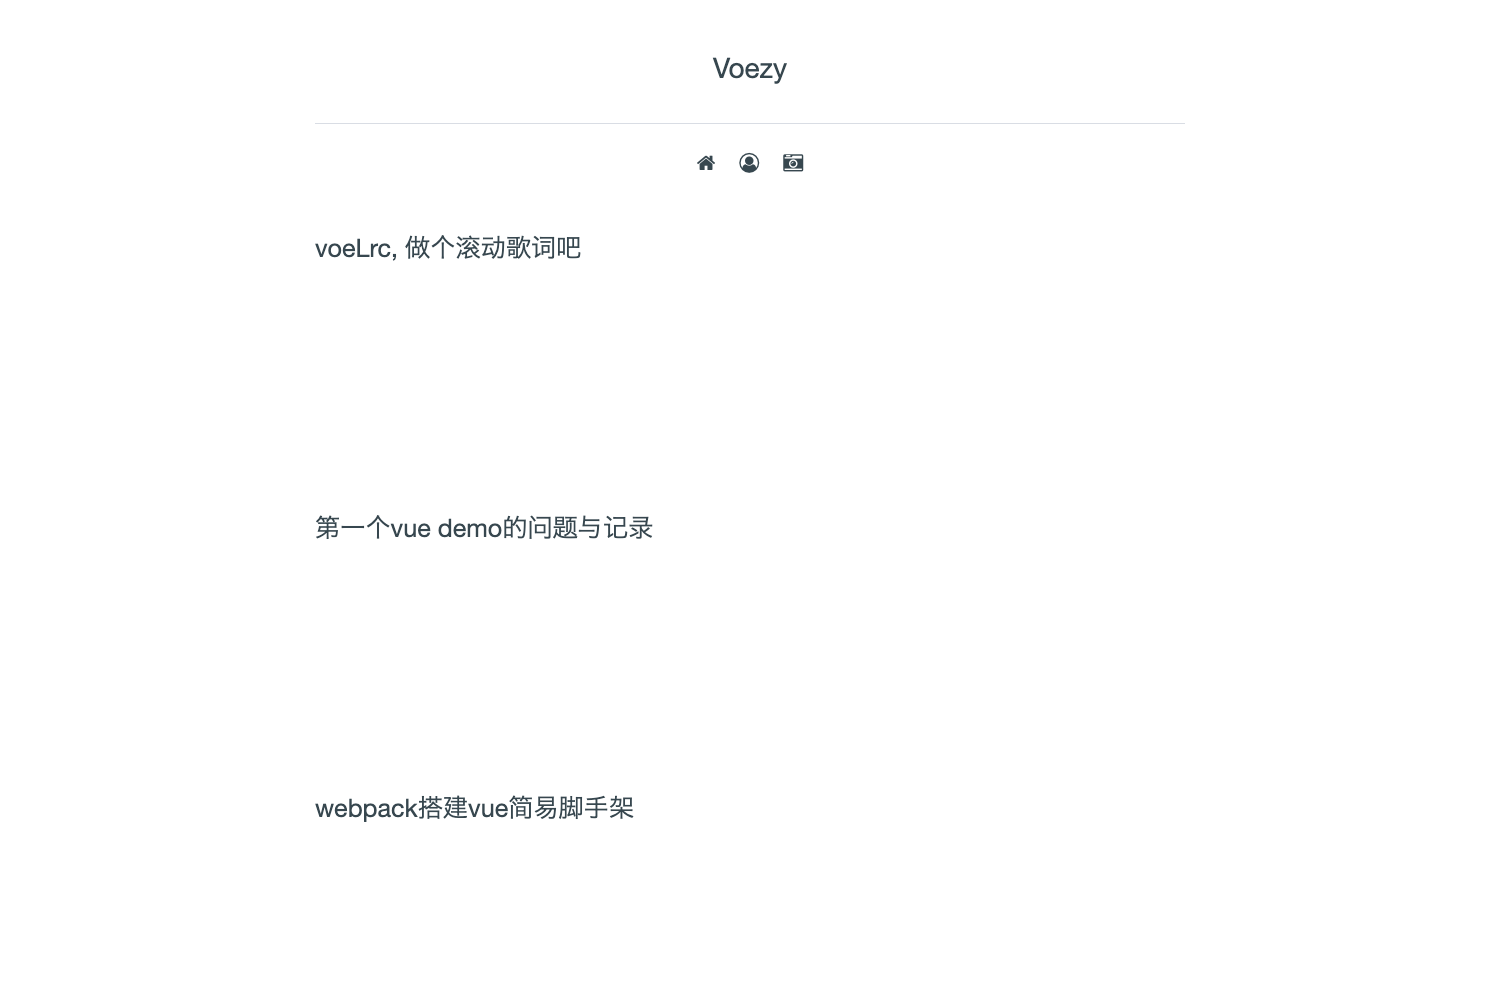 Voezy
voeLrc, 做个滚动歌词吧
第一个vue demo的问题与记录
webpack搭建vue简易脚手架